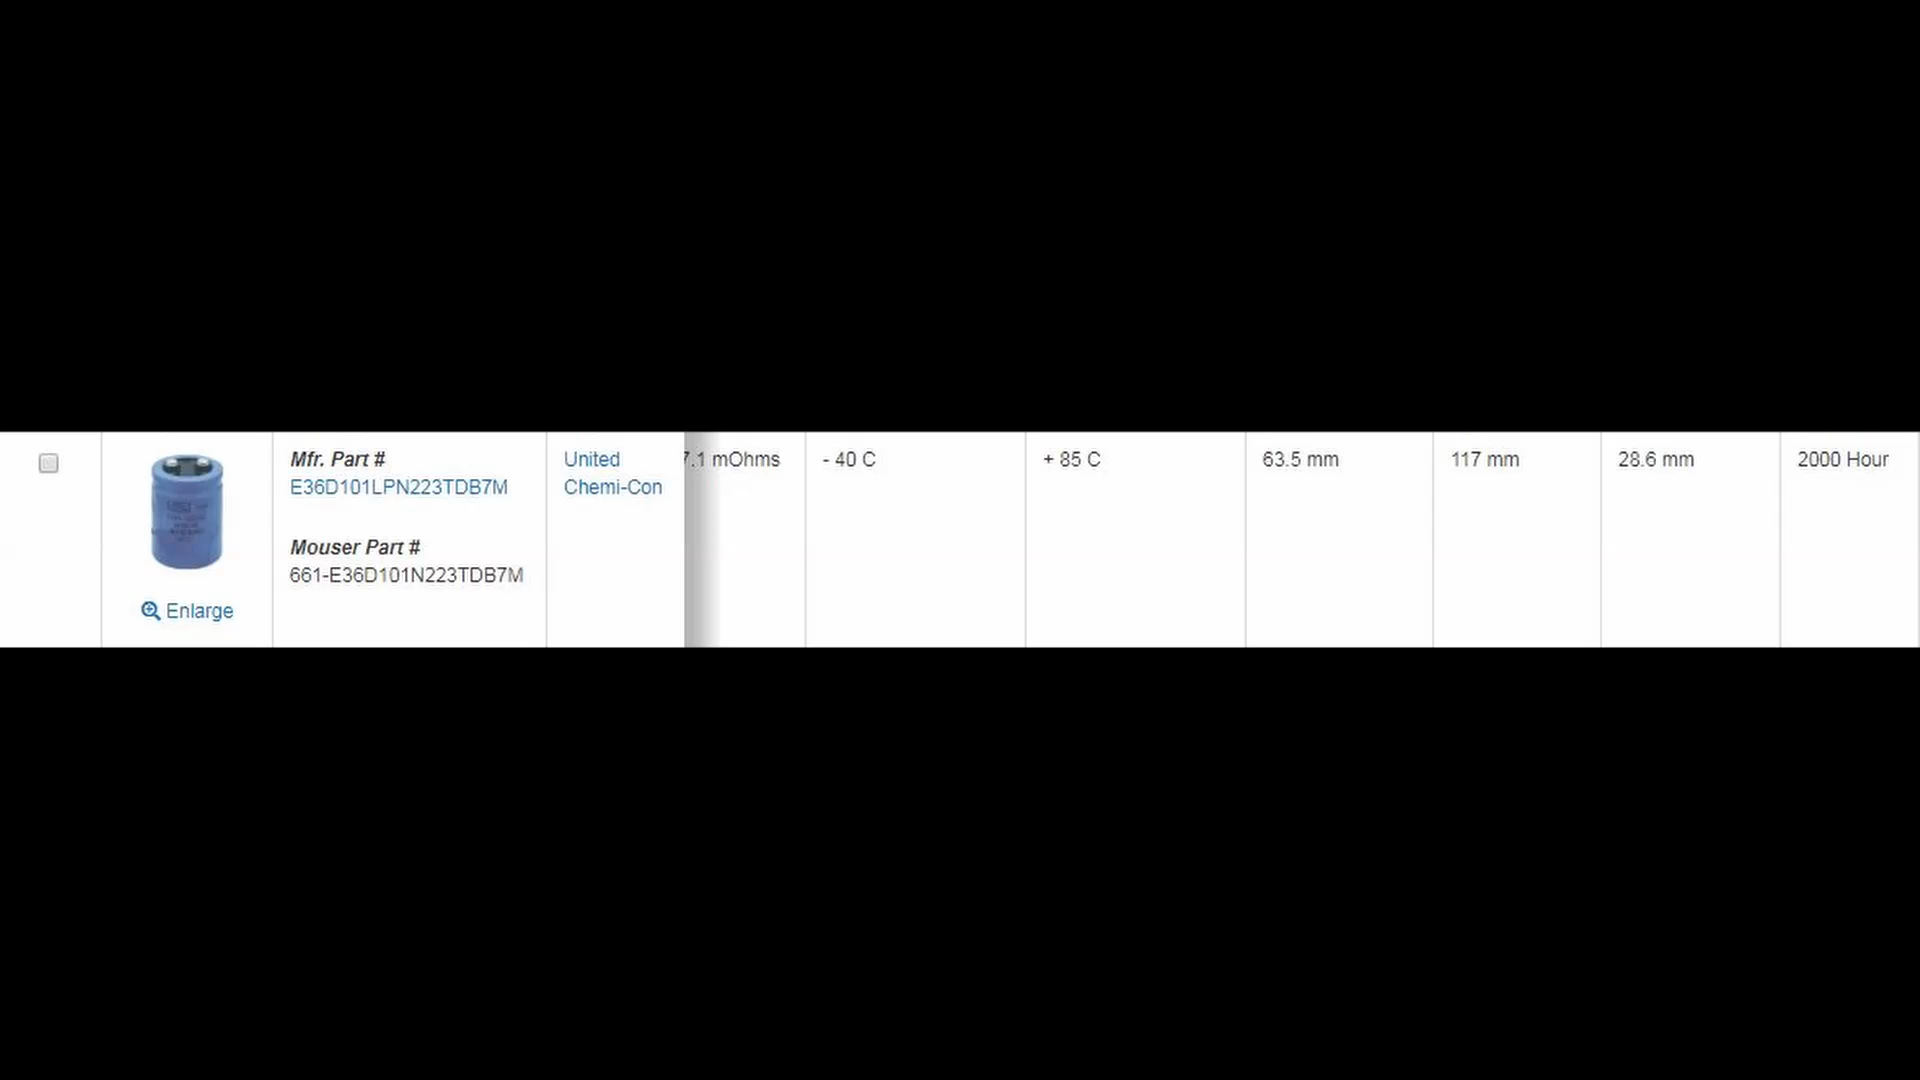 Mfr. Part #
E36D101LPN223TDB7M
Mouser Part #
661-E36D101N223TDB7M
Enlarge
United
Chemi-Con
7.1 mOhms
- 40 C
+ 85 C
63.5 mm
117 mm
28.6 mm
2000 Hour